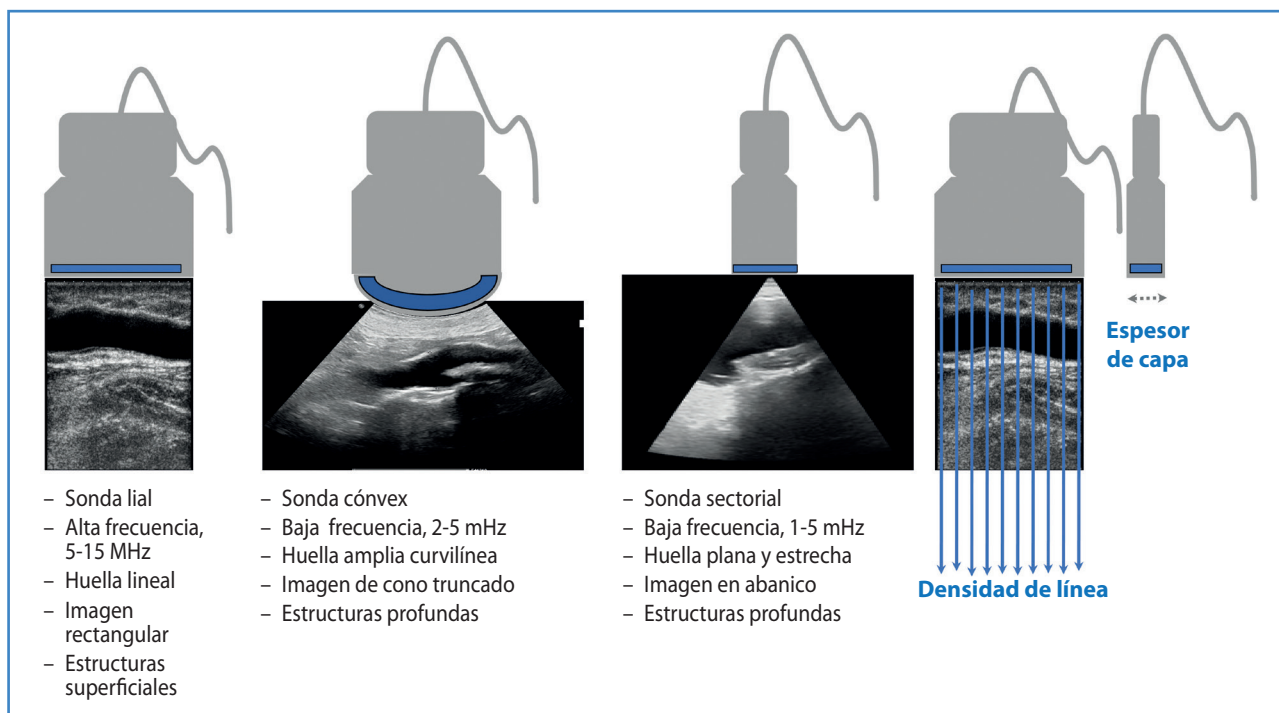 – Sonda lial
– Alta frecuencia,
5-15 MHz
– Huella lineal
– Imagen
rectangular
– Estructuras
superficiales
– Sonda cónvex
– Baja frecuencia, 2-5 mHz
– Huella amplia curvilínea
– Imagen de cono truncado
– Estructuras profundas
– Sonda sectorial
– Baja frecuencia, 1-5 mHz
– Huella plana y estrecha
– Imagen en abanico
– Estructuras profundas
Densidad de línea
Espesor
de capa